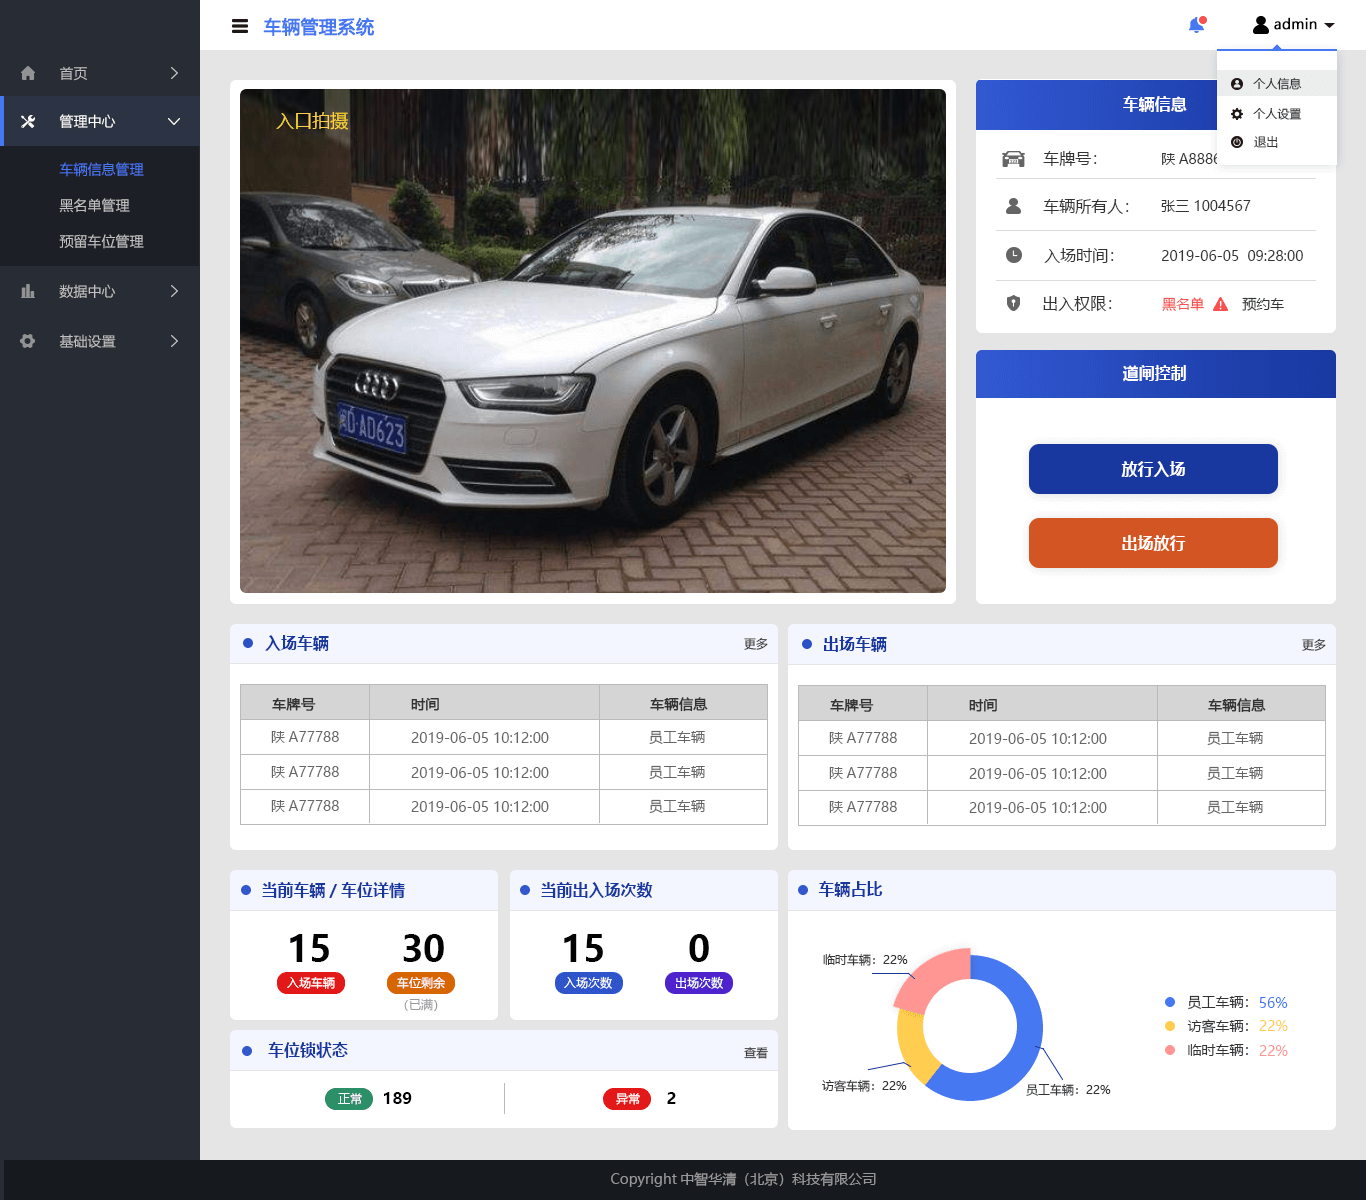 车辆管理系统
admin
首页
管理中心
车辆信息管理
黑名单管理
预留车位管理
数据中心
基础设置
个人信息
个人设置
退出
入口拍摄
D·AD623
车辆信息
车牌号： 陕 A8886
车辆所有人： 张三 1004567
入场时间： 2019-06-05 09:28:00
出入权限： 黑名单 预约车
道闸控制
放行入场
出场放行
入场车辆 更多
车牌号 时间 车辆信息
陕 A77788 2019-06-05 10:12:00 员工车辆
陕 A77788 2019-06-05 10:12:00 员工车辆
陕 A77788 2019-06-05 10:12:00 员工车辆
出场车辆 更多
车牌号 时间 车辆信息
陕 A77788 2019-06-05 10:12:00 员工车辆
陕 A77788 2019-06-05 10:12:00 员工车辆
陕 A77788 2019-06-05 10:12:00 员工车辆
当前车辆 / 车位详情
15 30
入场车辆 车位剩余
（已满）
当前出入场次数
15 0
入场次数 出场次数
车位锁状态 查看
正常 189 异常 2
车辆占比
临时车辆：22%
访客车辆：22%
员工车辆：22%
员工车辆：56%
访客车辆：22%
临时车辆：22%
Copyright 中智华清（北京）科技有限公司